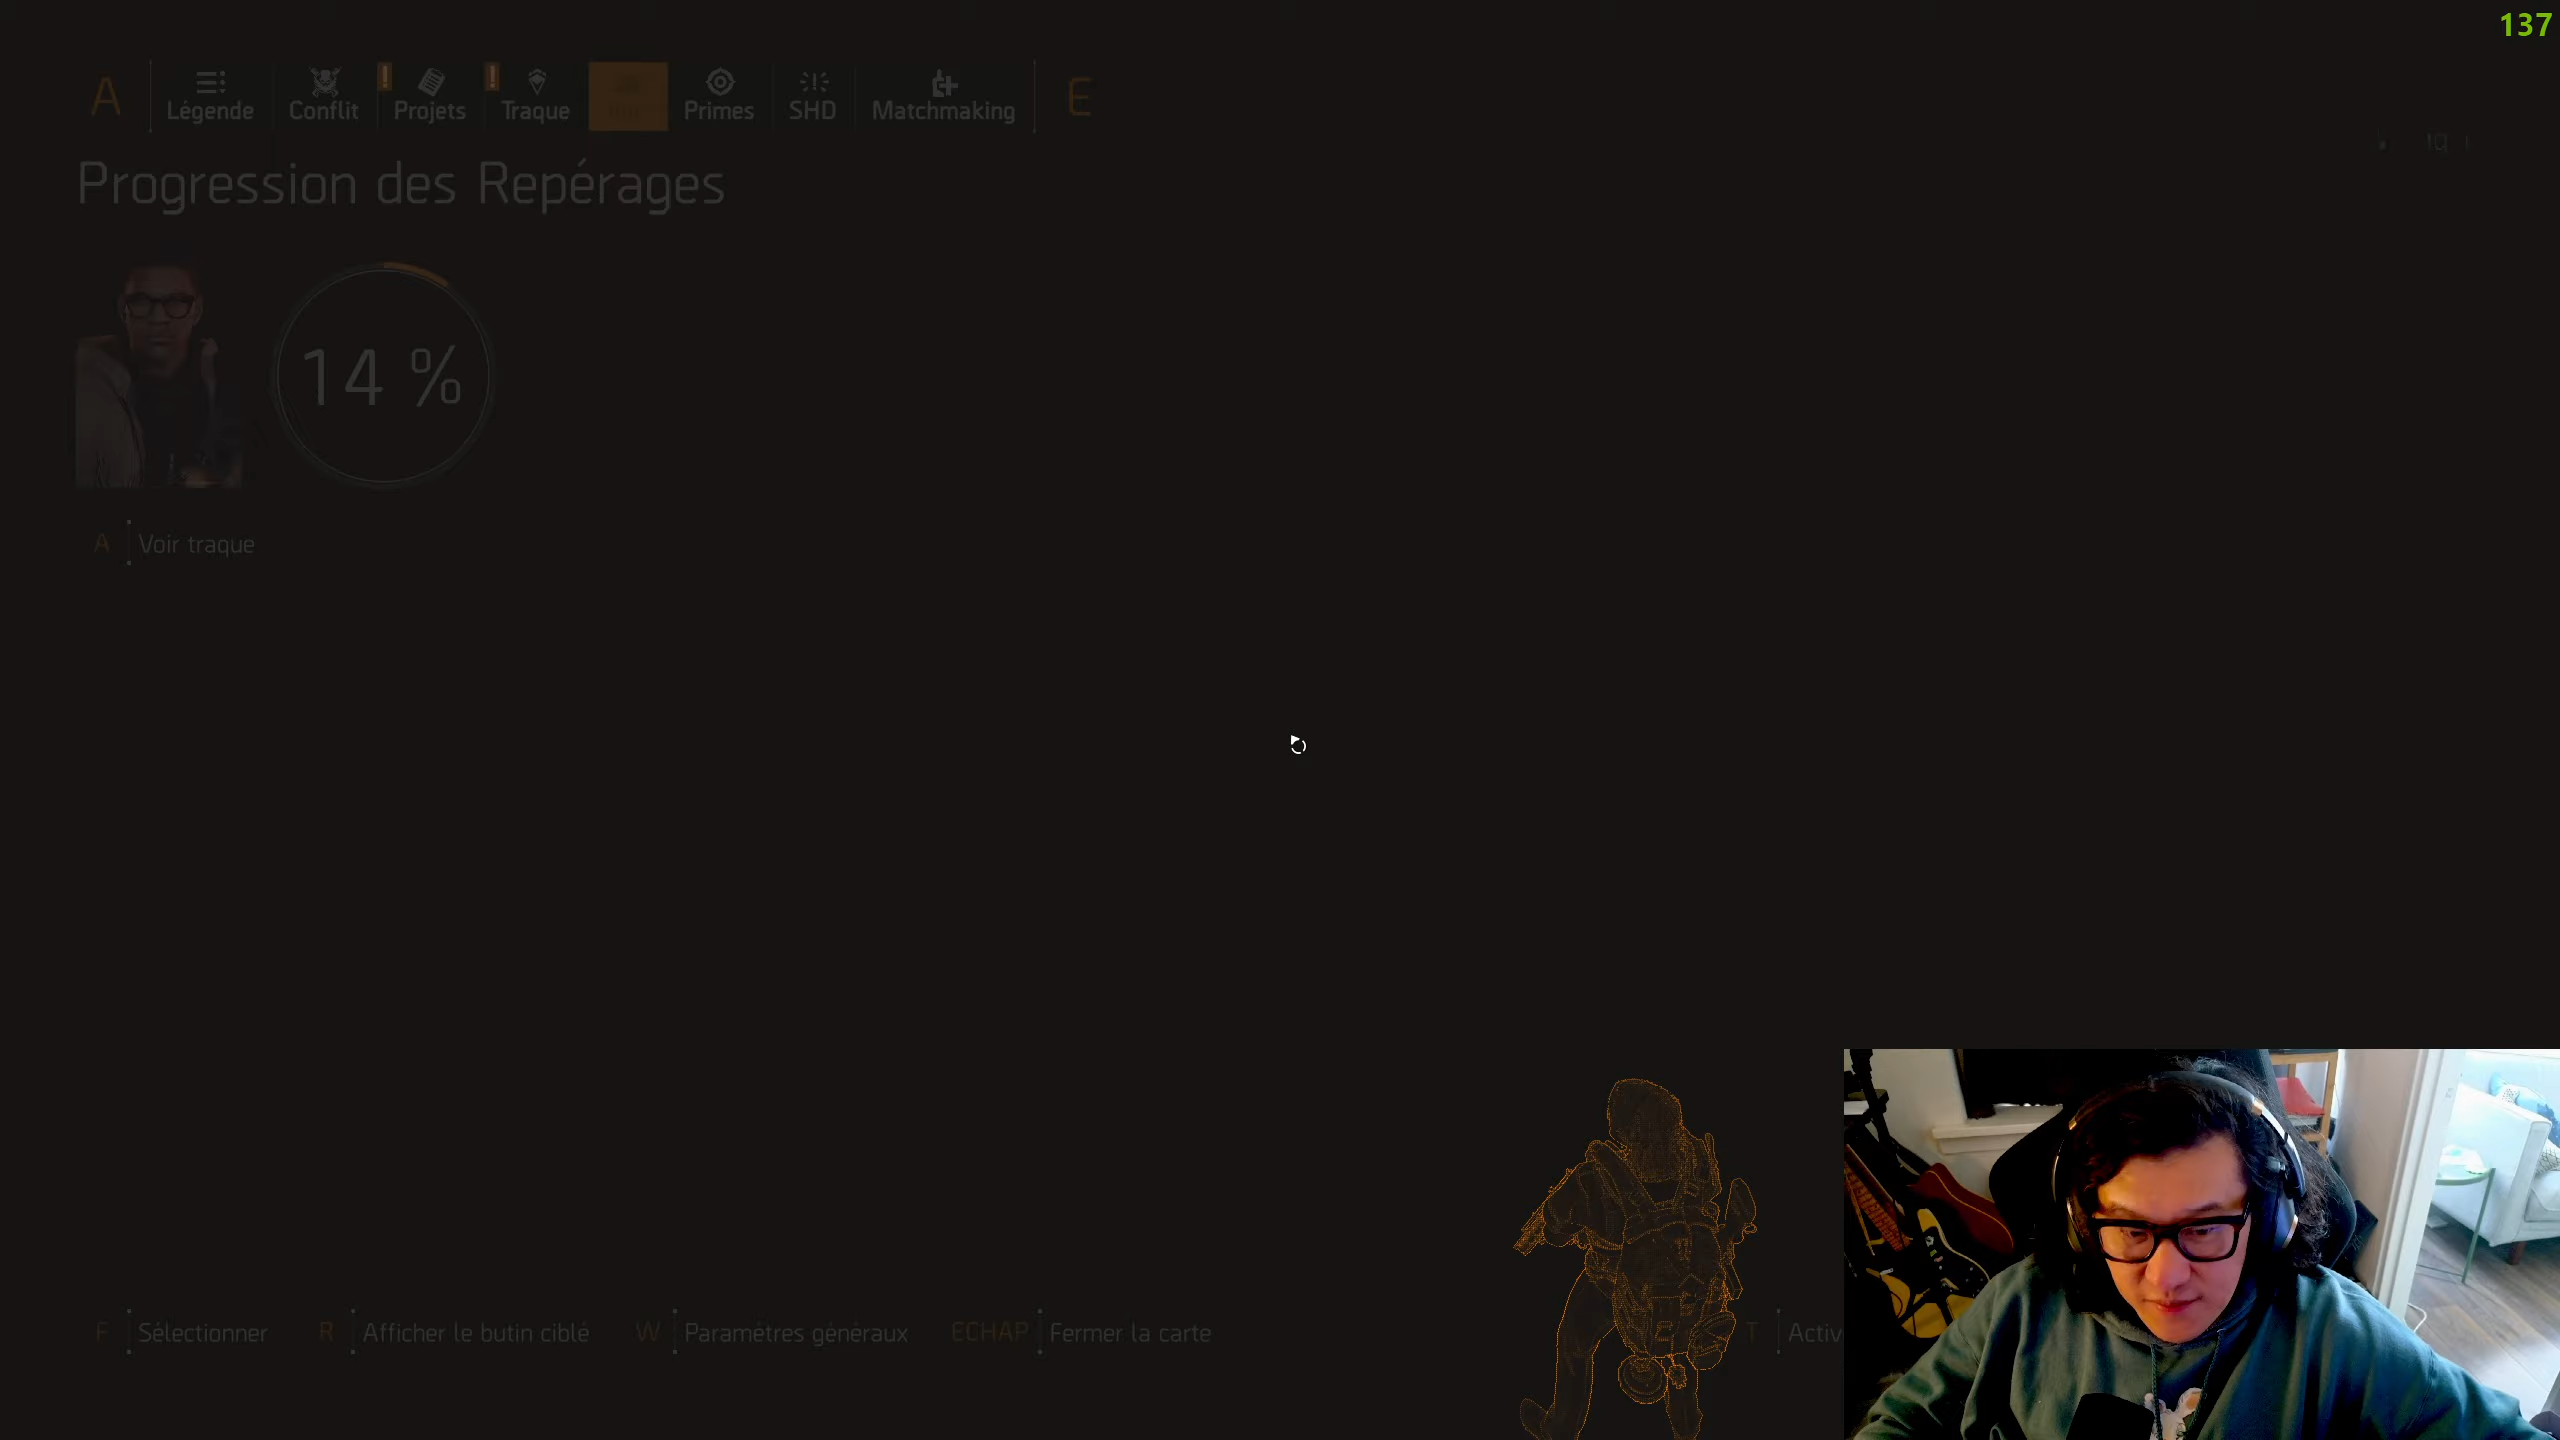 137
A Légende Conflit Projets Traque Primes SHD Matchmaking E
Progression des Repérages
14 %
A Voir traque
F Sélectionner R Afficher le butin ciblé W Paramètres généraux ECHAP Fermer la carte T Activ